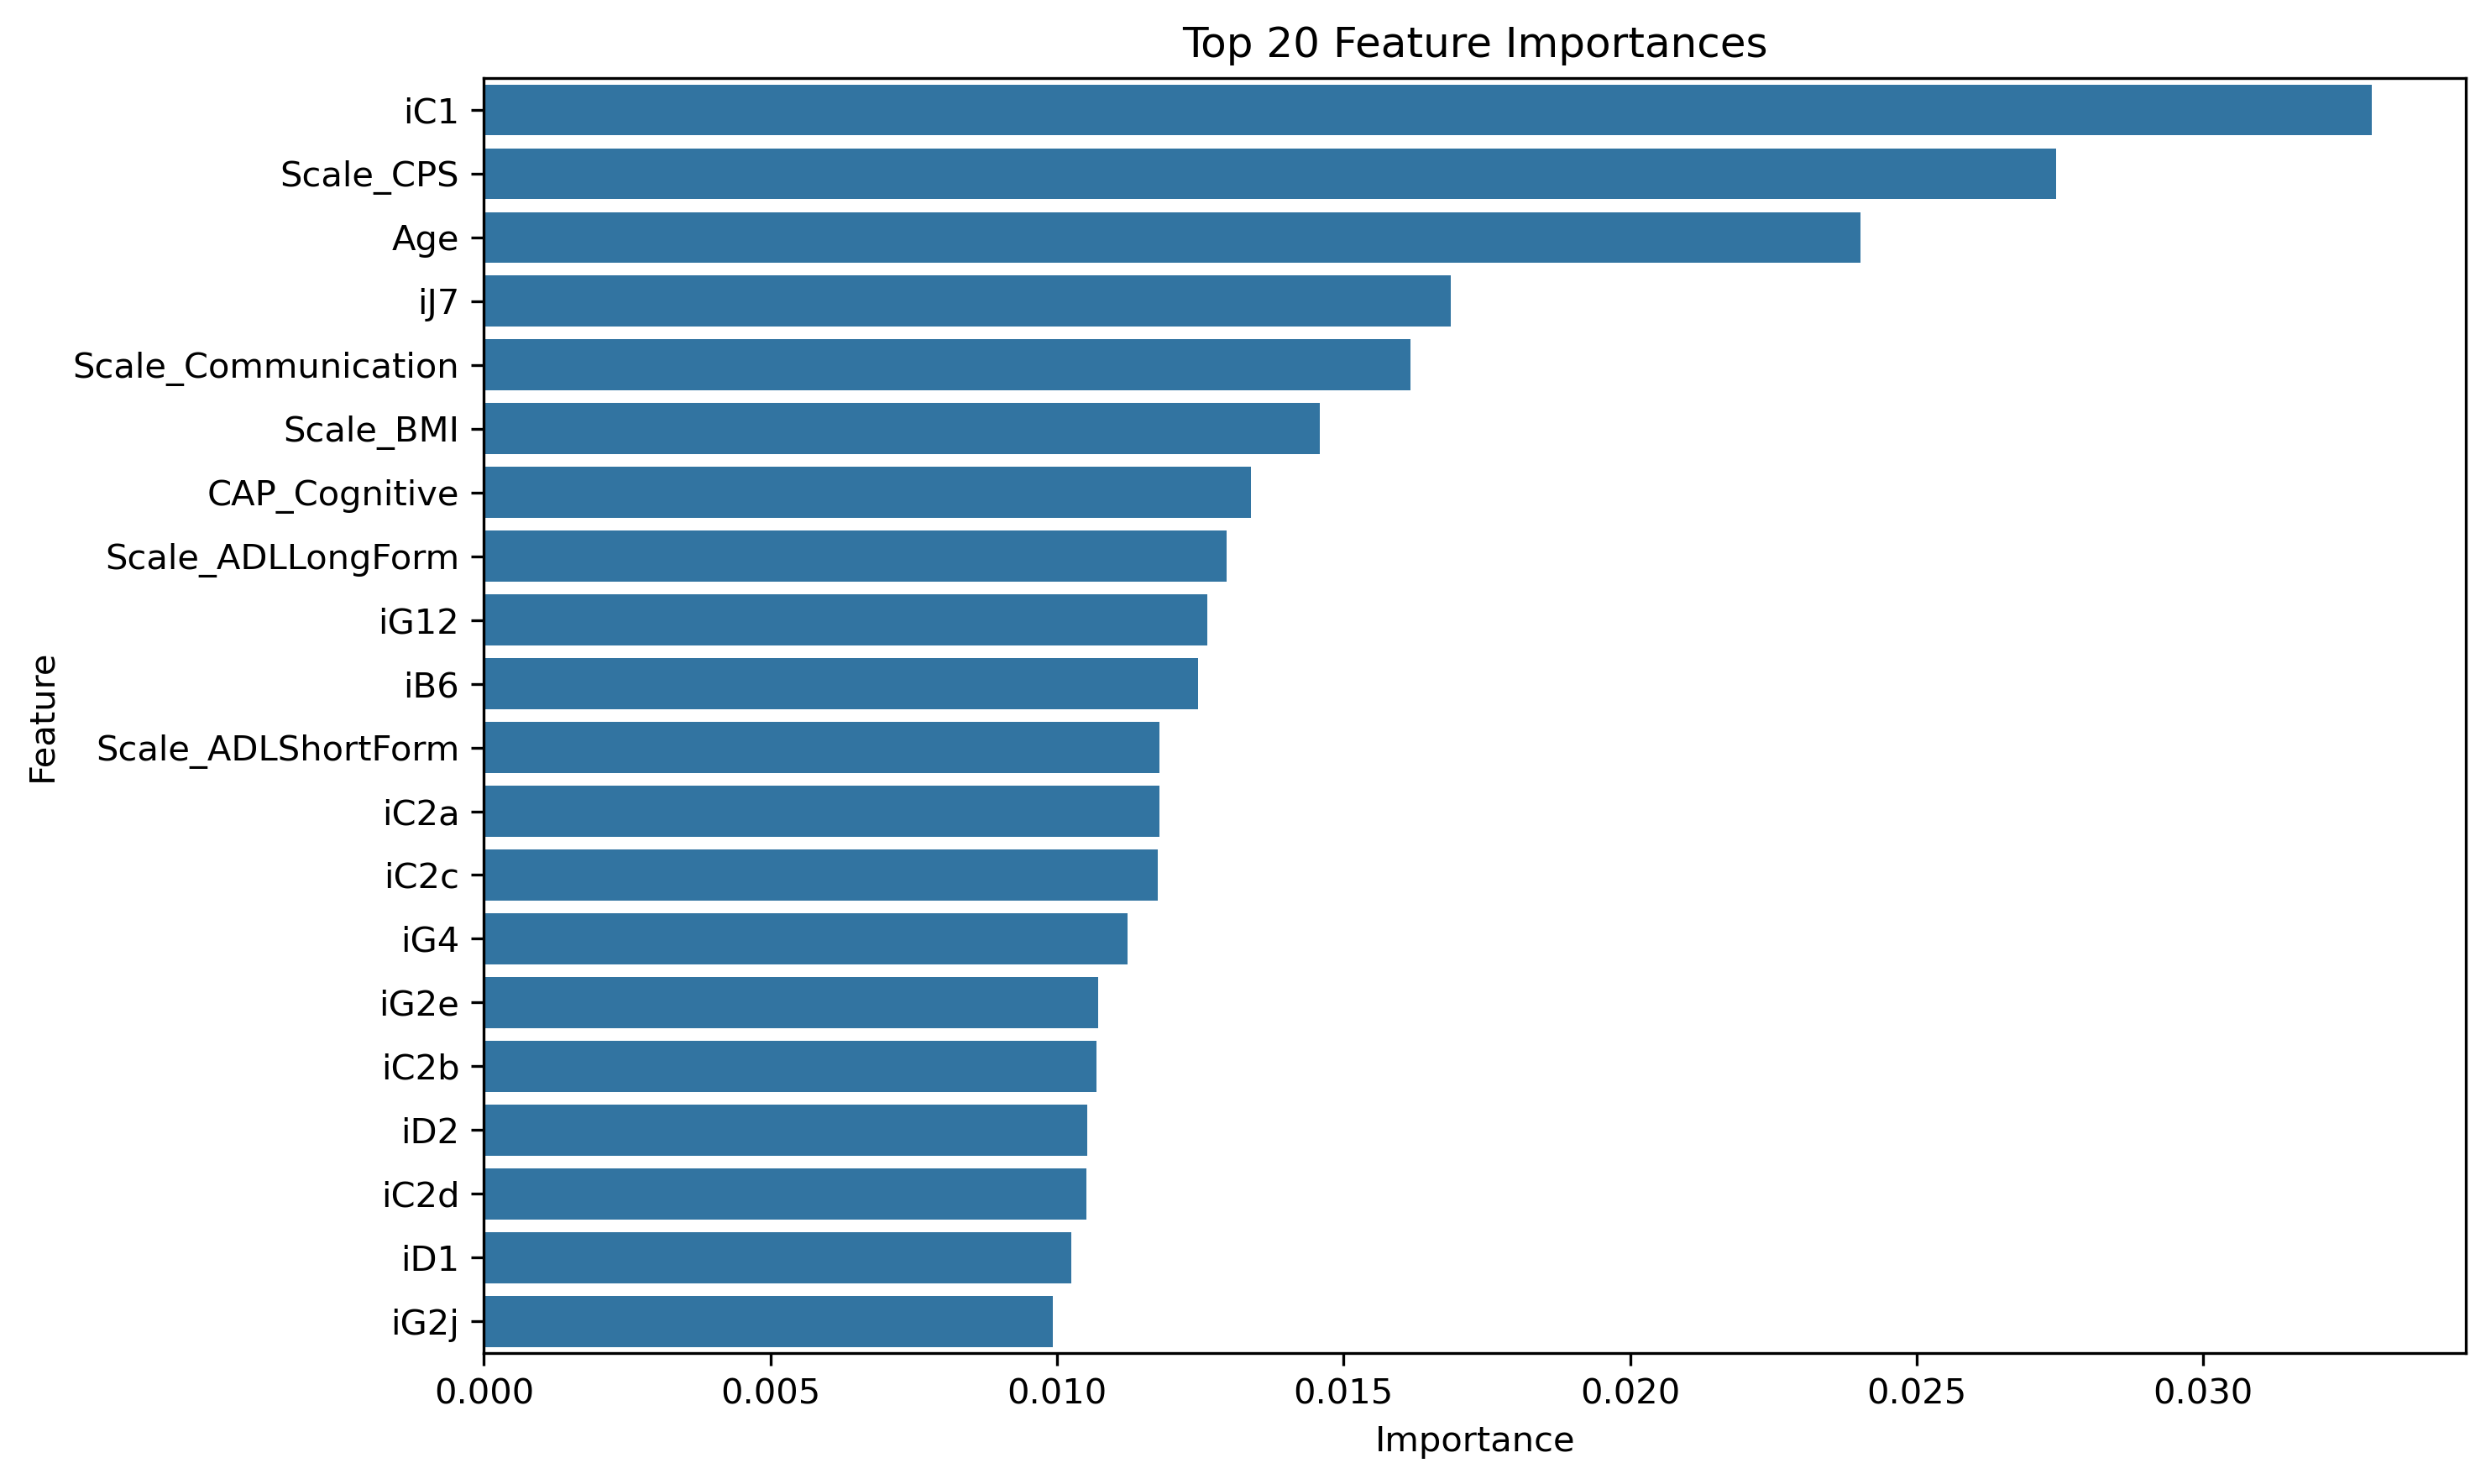 Top 20 Feature Importances
iC1
Scale_CPS
Age
iJ7
Scale_Communication
Scale_BMI
CAP_Cognitive
Scale_ADLLongForm
iG12
iB6
Scale_ADLShortForm
iC2a
iC2c
iG4
iG2e
iC2b
iD2
iC2d
iD1
iG2j
Feature
0.000 0.005 0.010 0.015 0.020 0.025 0.030
Importance